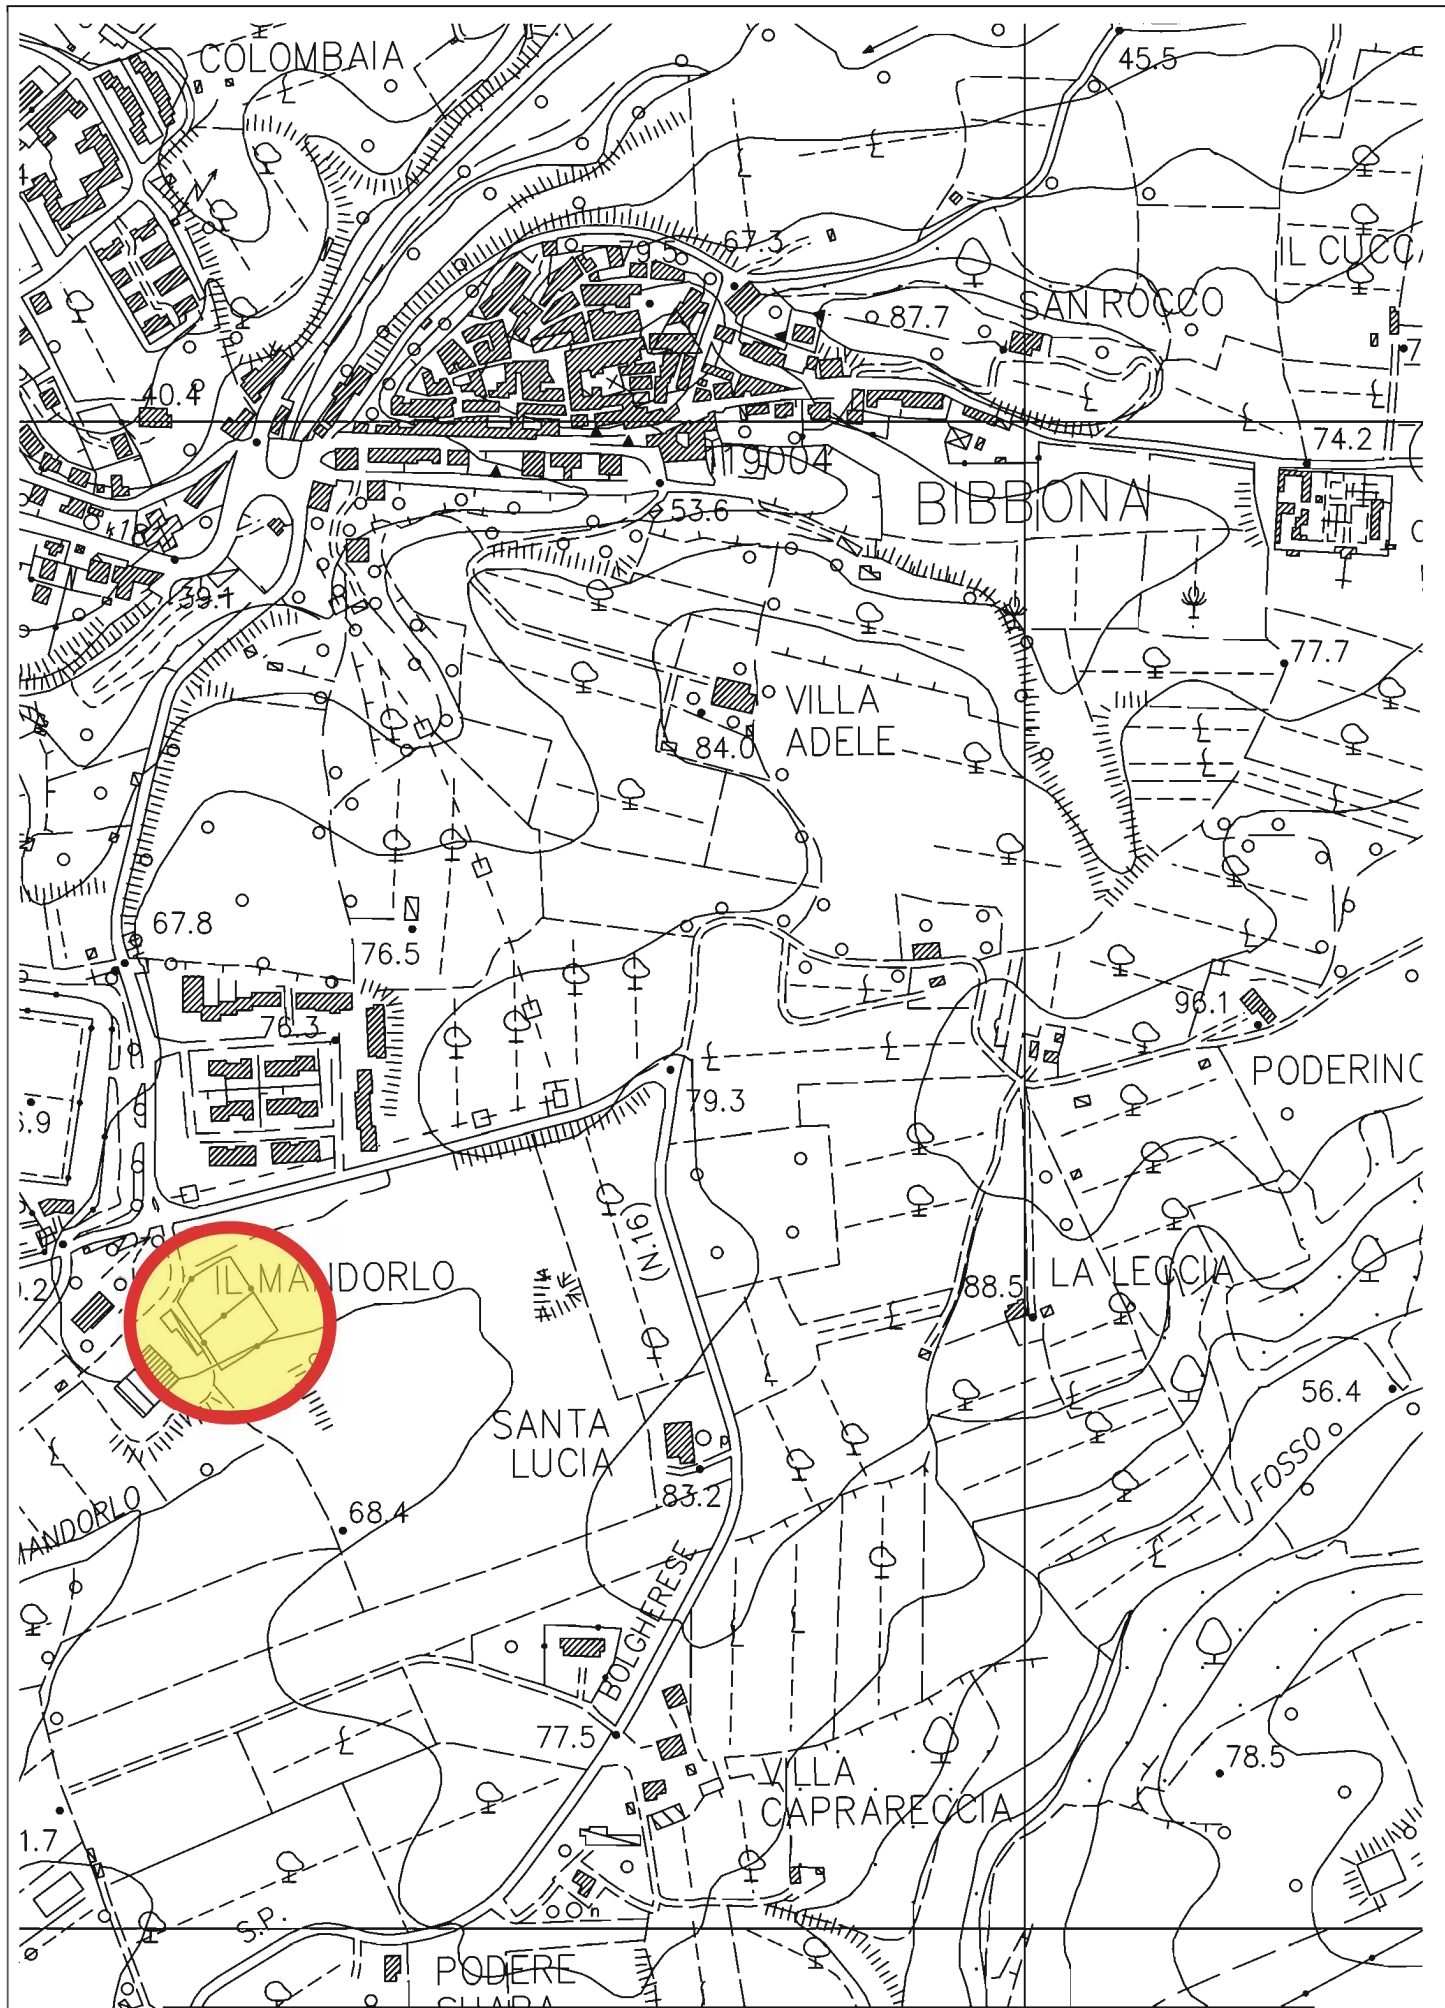 COLOMBAIA
45.5
79.5
67.3
IL CUCC
87.7
SAN ROCCO
40.4
74.2
119004
BIBBONA
53.6
39.1
77.7
VILLA
ADELE
84.0
67.8
76.5
96.1
76.3
PODERINO
79.3
(N.16)
IL MANDORLO
LA LECCIA
88.5
56.4
SANTA
LUCIA
p
83.2
FOSSO
68.4
MANDORLO
BOLGHERESE
77.5
78.5
VILLA
CAPRARECCIA
1.7
S.P.
n
PODERE